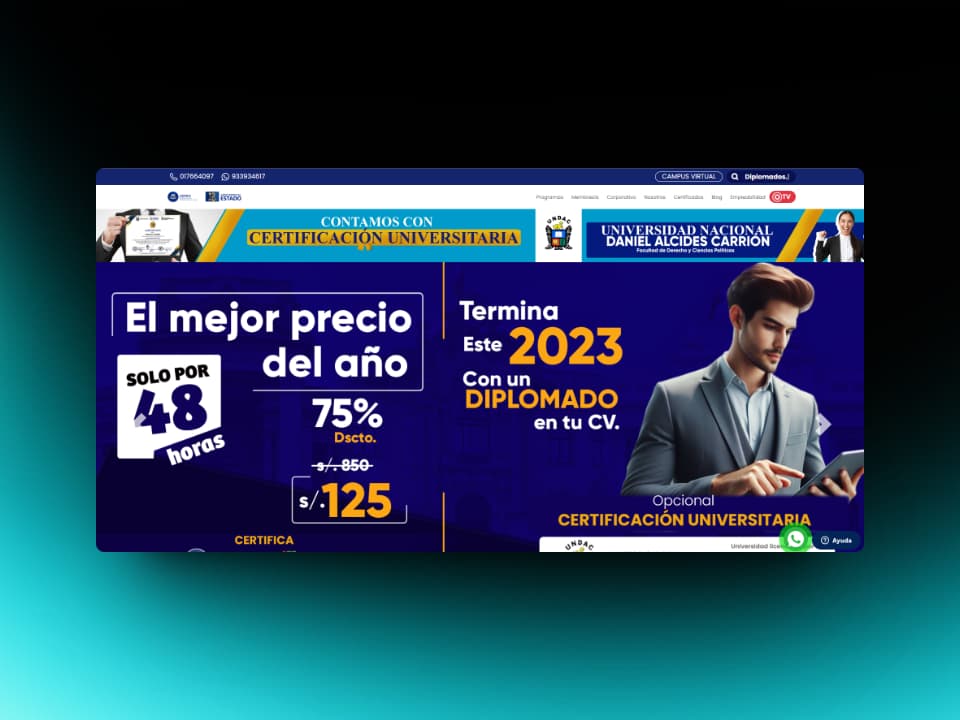 017664097 933934617
CAMPUS VIRTUAL
Diplomados.|
ESTADO
Programas Membresía Corporativo Nosotros Certificados Blog Empleabilidad TV
CONTAMOS CON
CERTIFICACIÓN UNIVERSITARIA
UNDAC
UNIVERSIDAD NACIONAL
DANIEL ALCIDES CARRIÓN
Facultad de Derecho y Ciencias Políticas
El mejor precio
del año
SOLO POR
48
horas
75%
Dscto.
s/. 850
s/.125
CERTIFICA
Termina
Este 2023
Con un
DIPLOMADO
en tu CV.
Opcional
CERTIFICACIÓN UNIVERSITARIA
UNDAC
Universidad
Ayuda